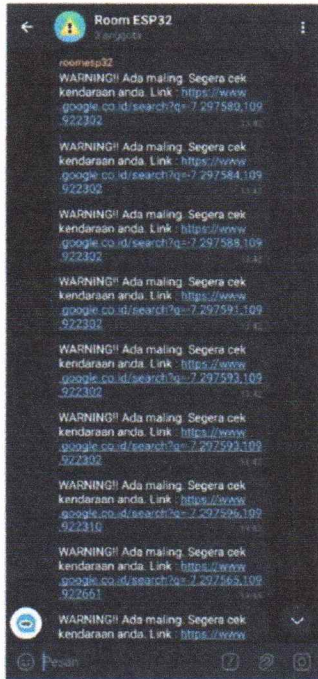 Room ESP32
3 anggota
roomesp32
WARNING!! Ada maling. Segera cek
kendaraan anda. Link : https://www
.google.co.id/search?q=-7.297580,109
.922302
WARNING!! Ada maling. Segera cek
kendaraan anda. Link : https://www
.google.co.id/search?q=-7.297584,109
.922302
WARNING!! Ada maling. Segera cek
kendaraan anda. Link : https://www
.google.co.id/search?q=-7.297588,109
.922302
WARNING!! Ada maling. Segera cek
kendaraan anda. Link : https://www
.google.co.id/search?q=-7.297591,109
.922302
WARNING!! Ada maling. Segera cek
kendaraan anda. Link : https://www
.google.co.id/search?q=-7.297593,109
.922302
WARNING!! Ada maling. Segera cek
kendaraan anda. Link : https://www
.google.co.id/search?q=-7.297593,109
.922302
WARNING!! Ada maling. Segera cek
kendaraan anda. Link : https://www
.google.co.id/search?q=-7.297596,109
.922310
WARNING!! Ada maling. Segera cek
kendaraan anda. Link : https://www
.google.co.id/search?q=-7.297565,109
.922661
WARNING!! Ada maling. Segera cek
kendaraan anda. Link : https://www
Pesan